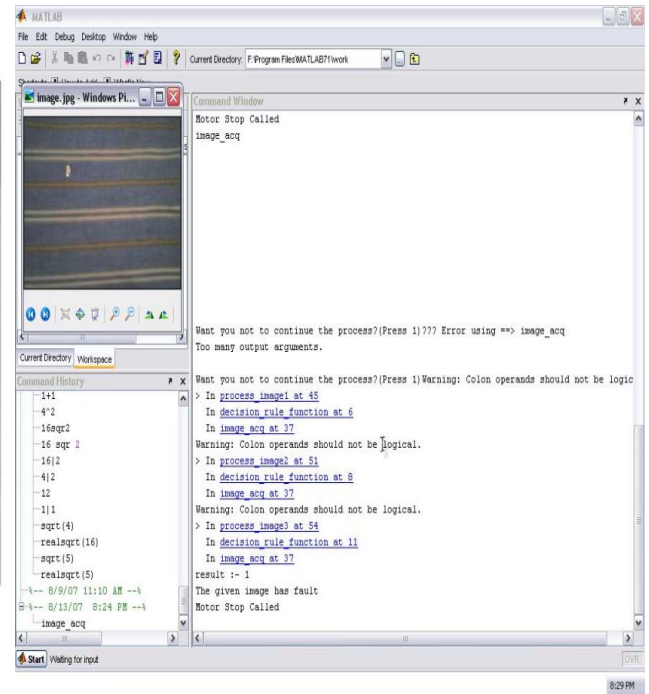 MATLAB
File Edit Debug Desktop Window Help
Current Directory: F:\Program Files\MATLAB71\work
image.jpg - Windows Pi...
Command Window
Motor Stop Called
image_acq
Want you not to continue the process?(Press 1)??? Error using ==> image_acq
Too many output arguments.
Want you not to continue the process?(Press 1)Warning: Colon operands should not be logic
> In process_image1 at 45
In decision_rule_function at 6
In image_acq at 37
Warning: Colon operands should not be logical.
> In process_image2 at 51
In decision_rule_function at 8
In image_acq at 37
Warning: Colon operands should not be logical.
> In process_image3 at 54
In decision_rule_function at 11
In image_acq at 37
result :- 1
The given image has fault
Motor Stop Called
Current Directory Workspace
Command History
1+1
4^2
16sqr2
16 sqr 2
16|2
4|2
12
1|1
sqrt(4)
realsqrt(16)
sqrt(5)
realsqrt(5)
%-- 8/9/07 11:10 AM --%
%-- 8/13/07 8:24 PM --%
image_acq
Start Waiting for input
OVR
8:29 PM